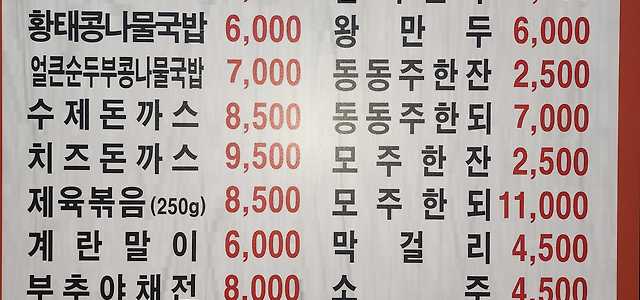 황태콩나물국밥 6,000
얼큰순두부콩나물국밥 7,000
수제돈까스 8,500
치즈돈까스 9,500
제육볶음(250g) 8,500
계란말이 6,000
부추야채전 8,000
왕만두 6,000
동동주한잔 2,500
동동주한되 7,000
모주한잔 2,500
모주한되 11,000
막걸리 4,500
소주 4,500